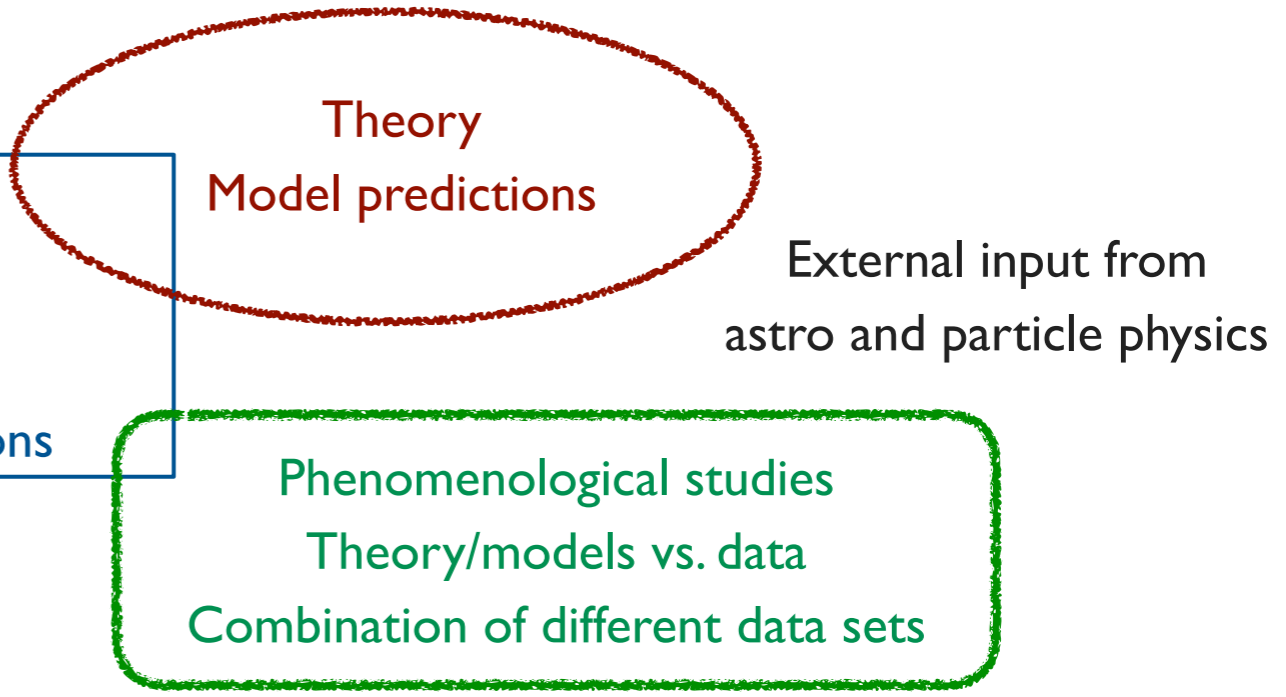 Theory
Model predictions
External input from
astro and particle physics
Phenomenological studies
Theory/models vs. data
Combination of different data sets